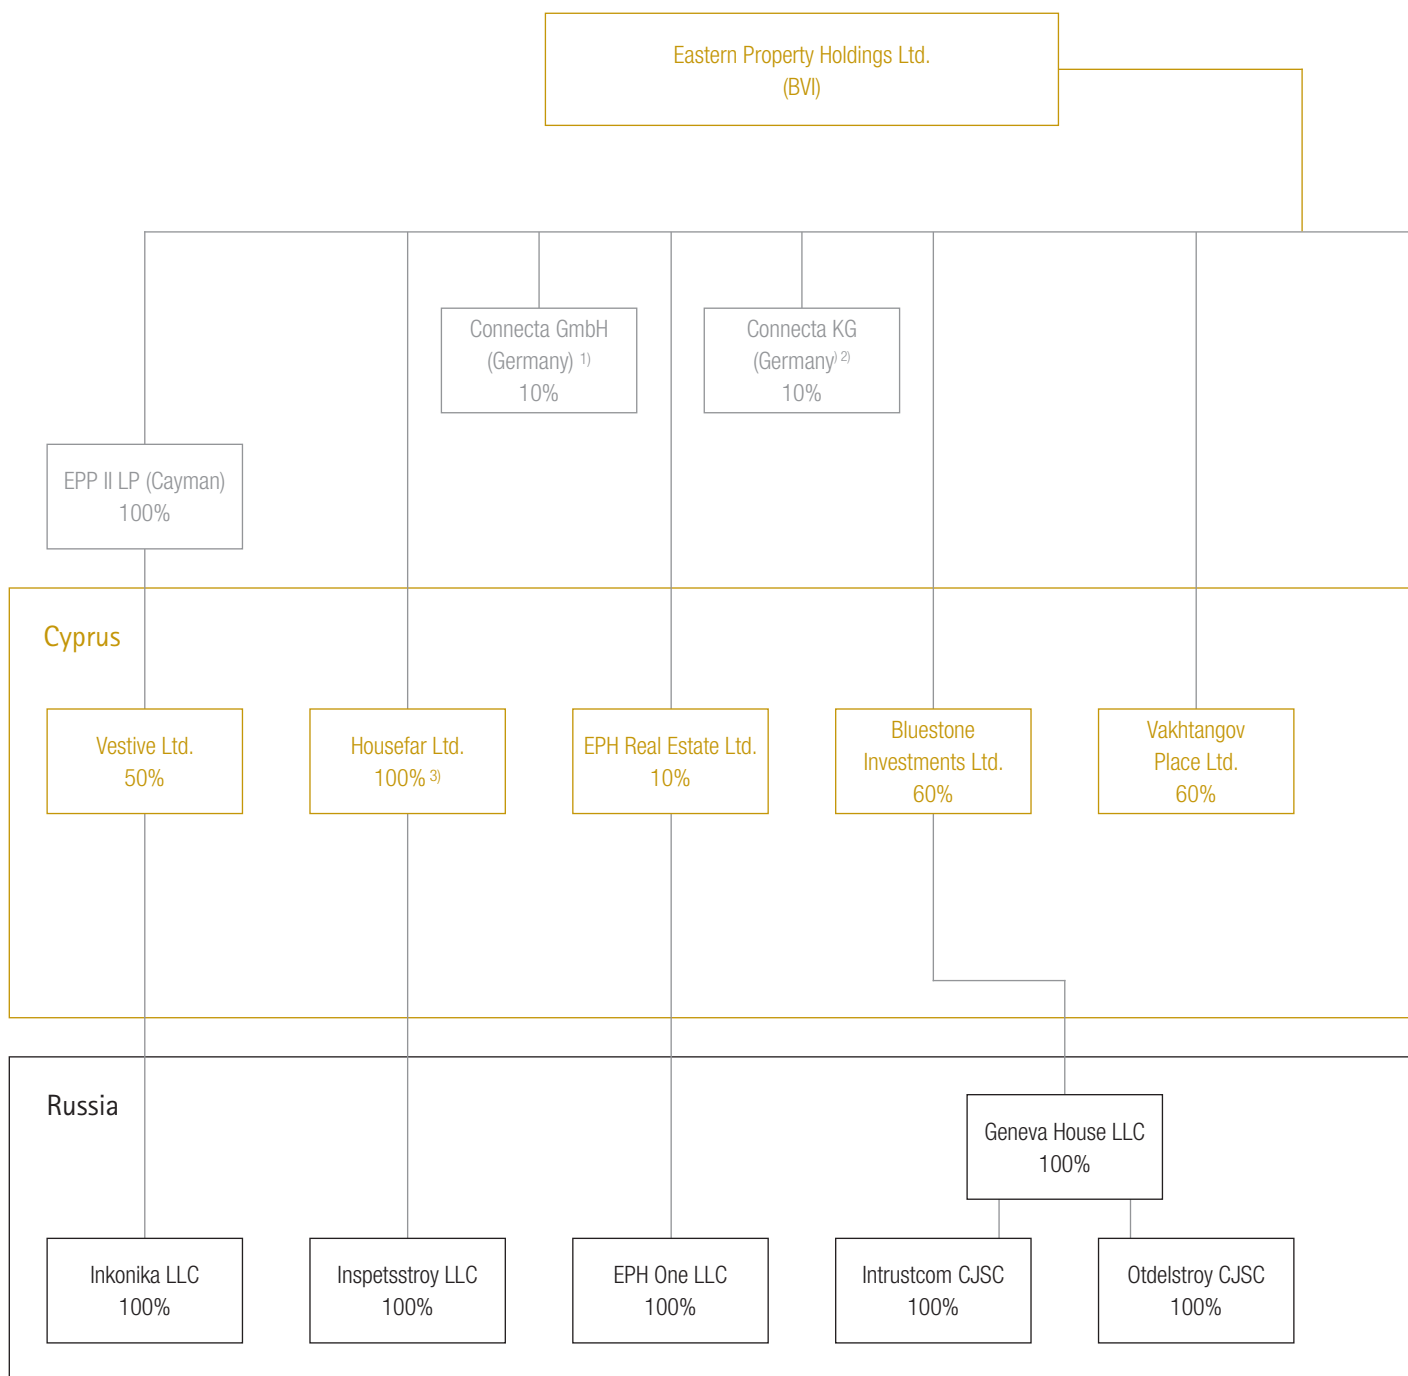 Eastern Property Holdings Ltd.
(BVI)
Connecta GmbH
(Germany) 1)
10%
Connecta KG
(Germany) 2)
10%
EPP II LP (Cayman)
100%
Cyprus
Vestive Ltd.
50%
Housefar Ltd.
100% 3)
EPH Real Estate Ltd.
10%
Bluestone
Investments Ltd.
60%
Vakhtangov
Place Ltd.
60%
Russia
Geneva House LLC
100%
Inkonika LLC
100%
Inspetsstroy LLC
100%
EPH One LLC
100%
Intrustcom CJSC
100%
Otdelstroy CJSC
100%